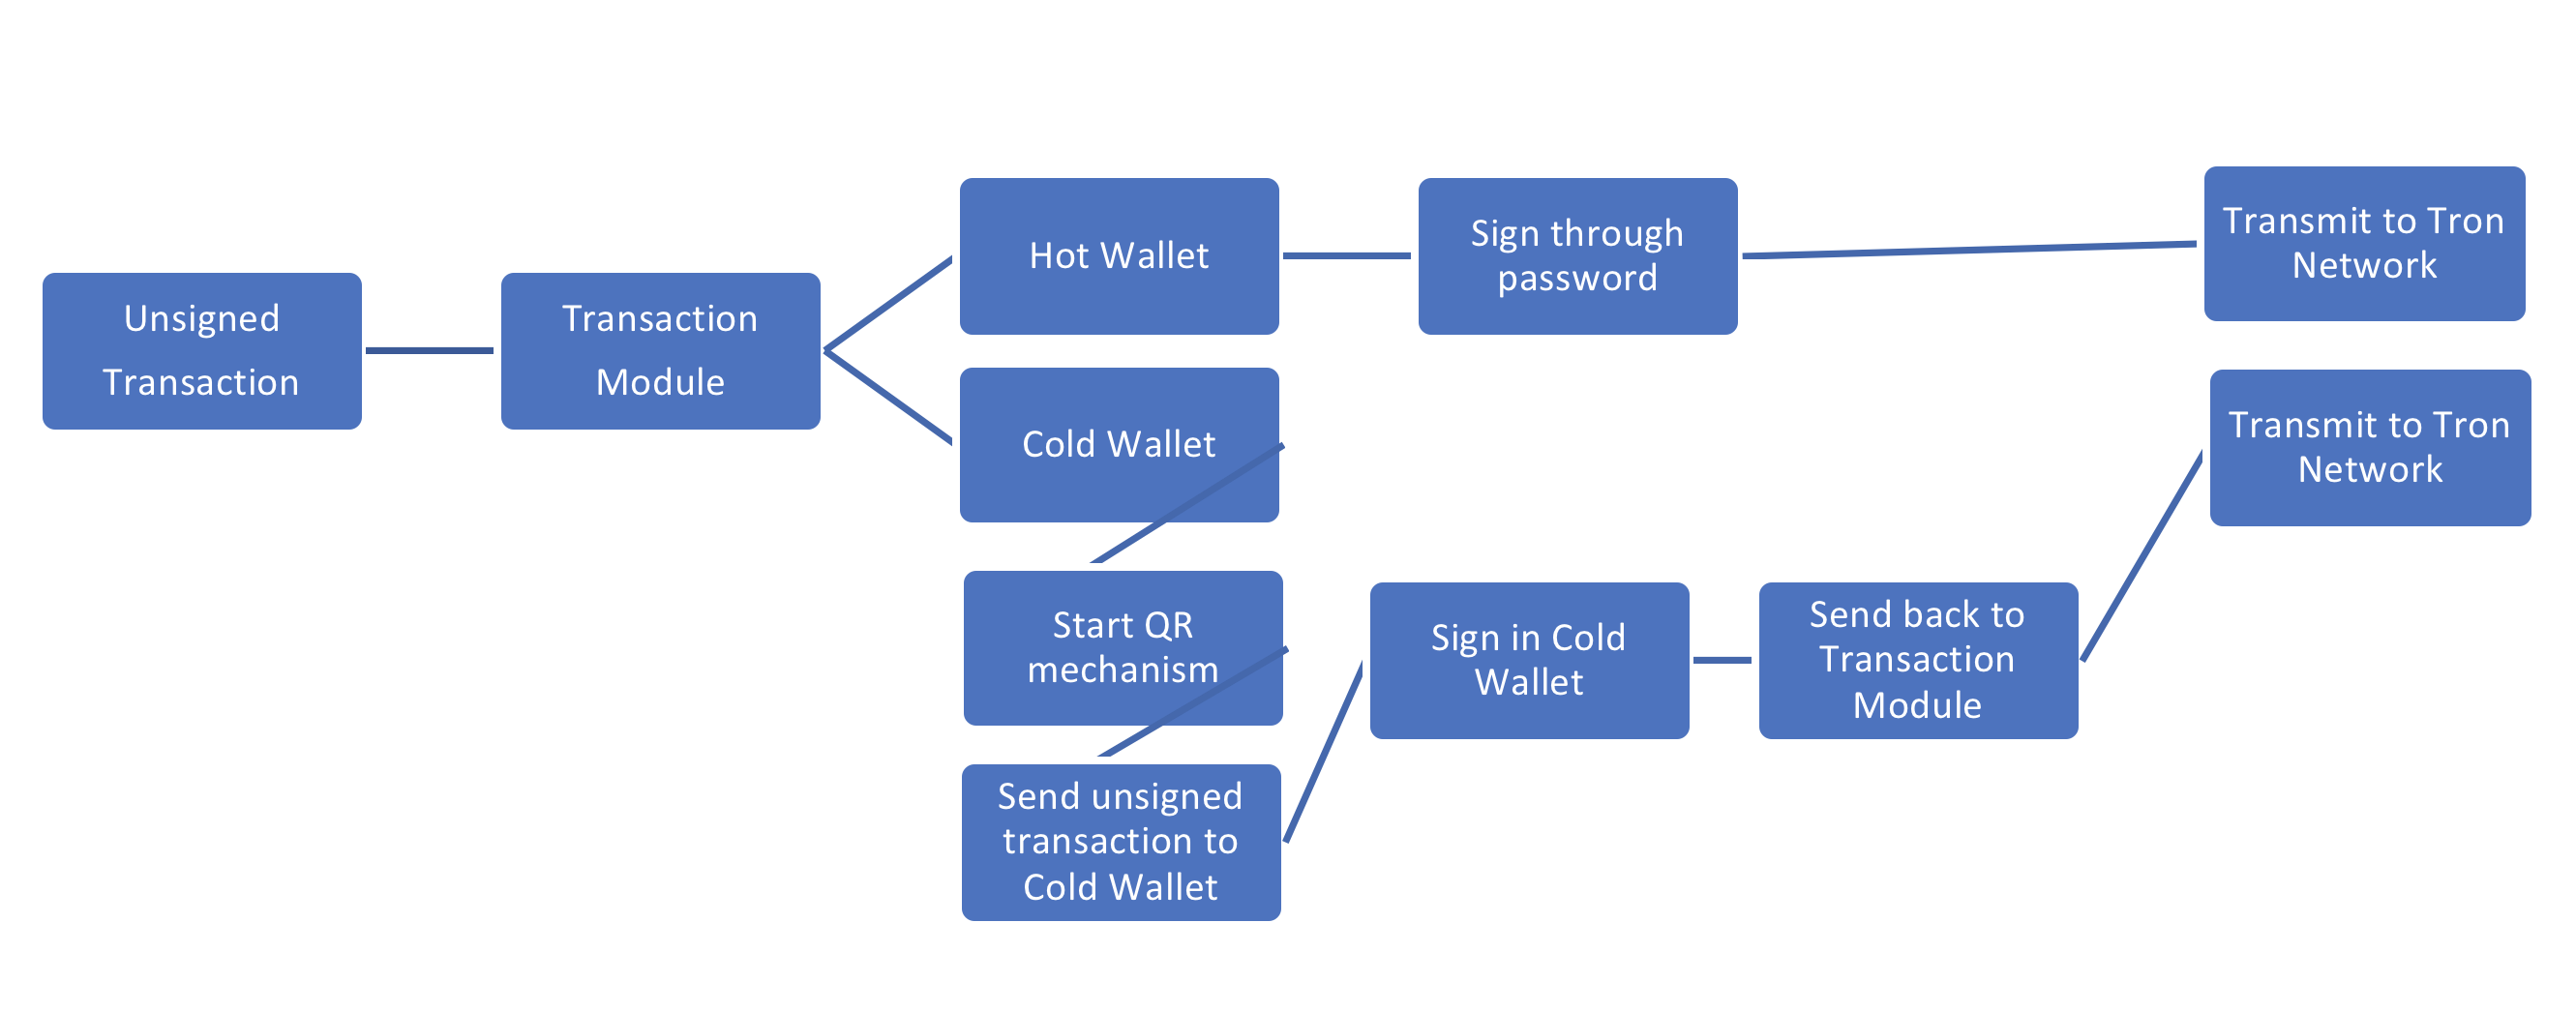 Unsigned
Transaction
Transaction
Module
Hot Wallet
Sign through
password
Transmit to Tron
Network
Cold Wallet
Transmit to Tron
Network
Start QR
mechanism
Sign in Cold
Wallet
Send back to
Transaction
Module
Send unsigned
transaction to
Cold Wallet